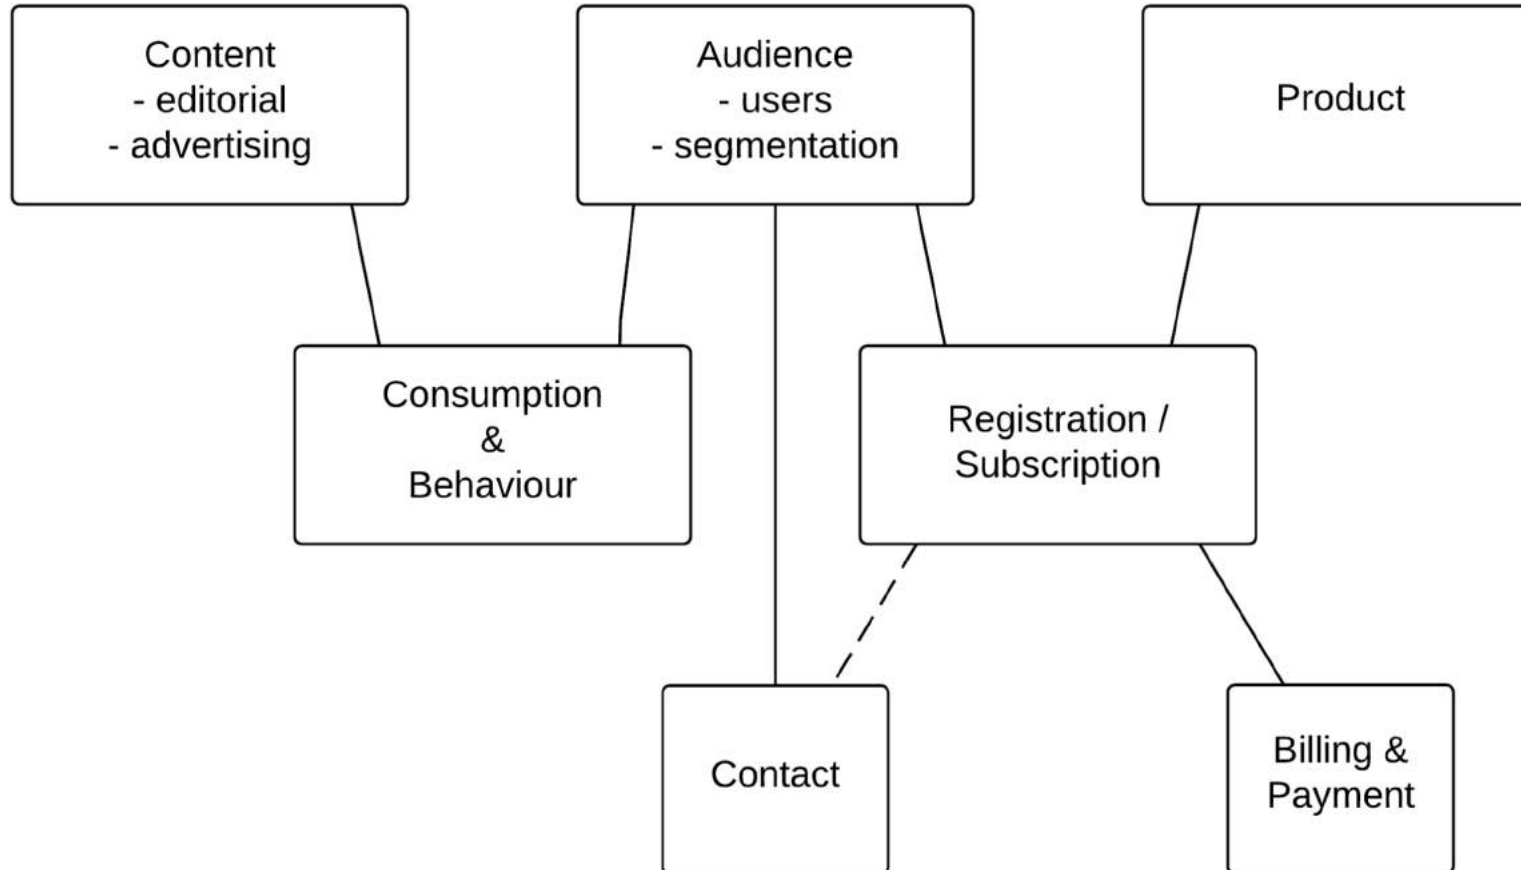 Content
- editorial
- advertising
Audience
- users
- segmentation
Product
Consumption
&
Behaviour
Registration /
Subscription
Contact
Billing &
Payment